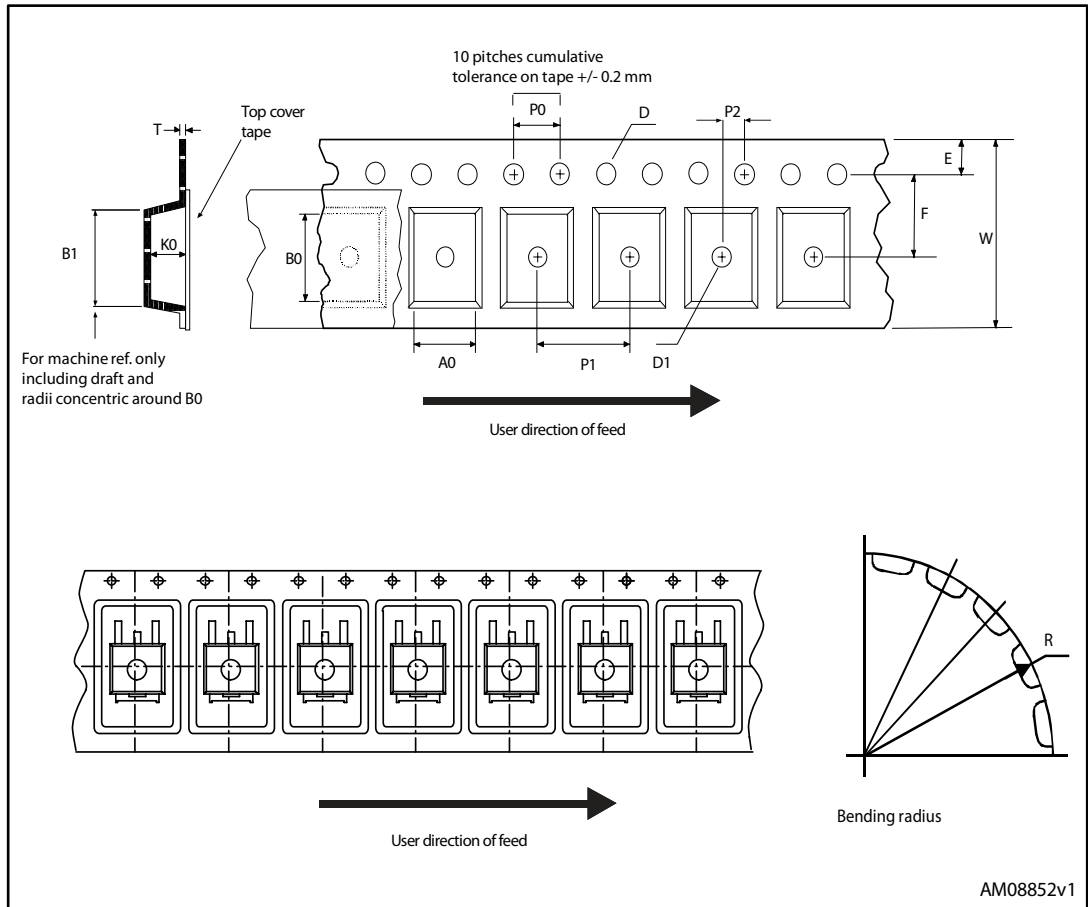 10 pitches cumulative
tolerance on tape +/- 0.2 mm
Top cover
tape
T
P0
D
P2
E
F
W
B1
K0
B0
For machine ref. only
including draft and
radii concentric around B0
A0
P1
D1
User direction of feed
R
Bending radius
User direction of feed
AM08852v1